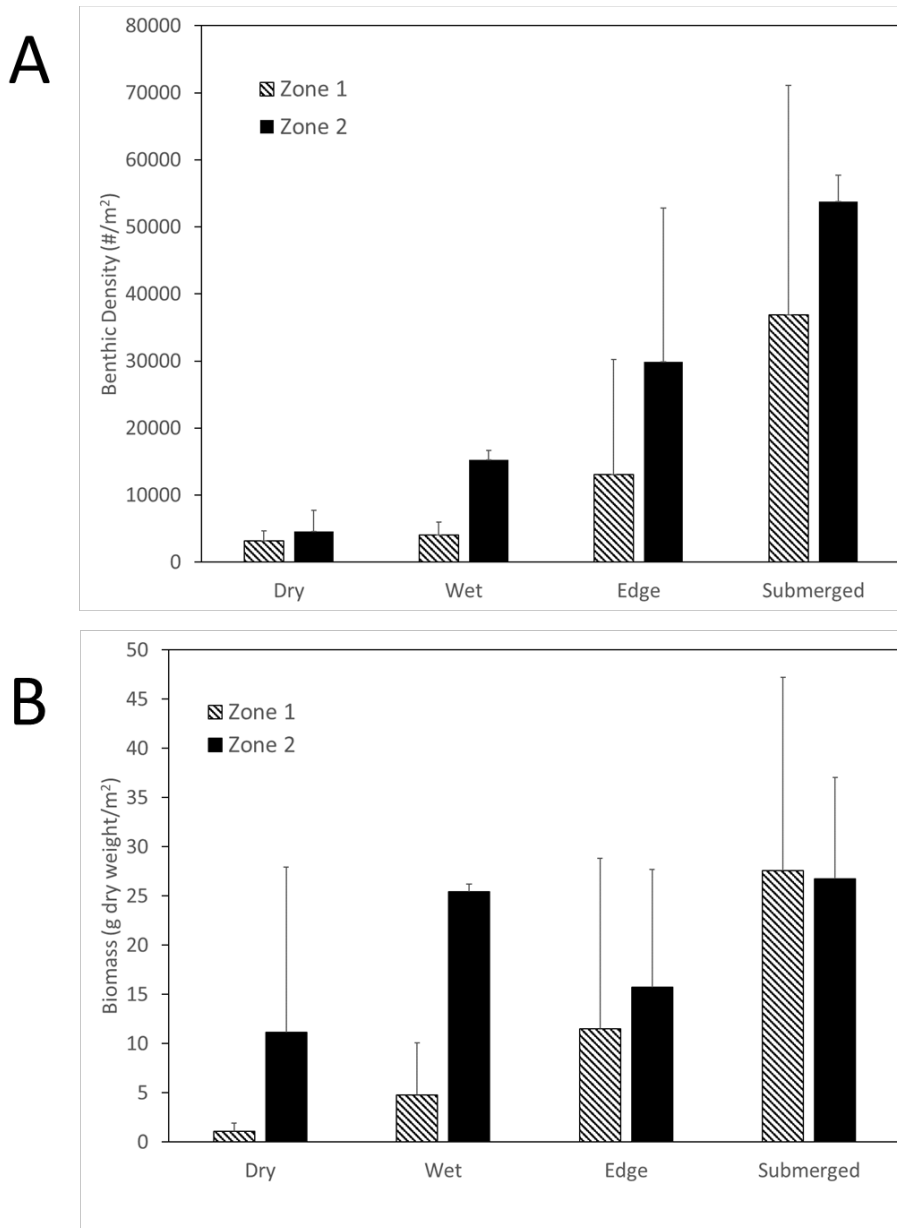 A
Benthic Density (#/m²)
80000
70000
60000
50000
40000
30000
20000
10000
0
Zone 1
Zone 2
Dry Wet Edge Submerged
B
Biomass (g dry weight/m²)
50
45
40
35
30
25
20
15
10
5
0
Zone 1
Zone 2
Dry Wet Edge Submerged